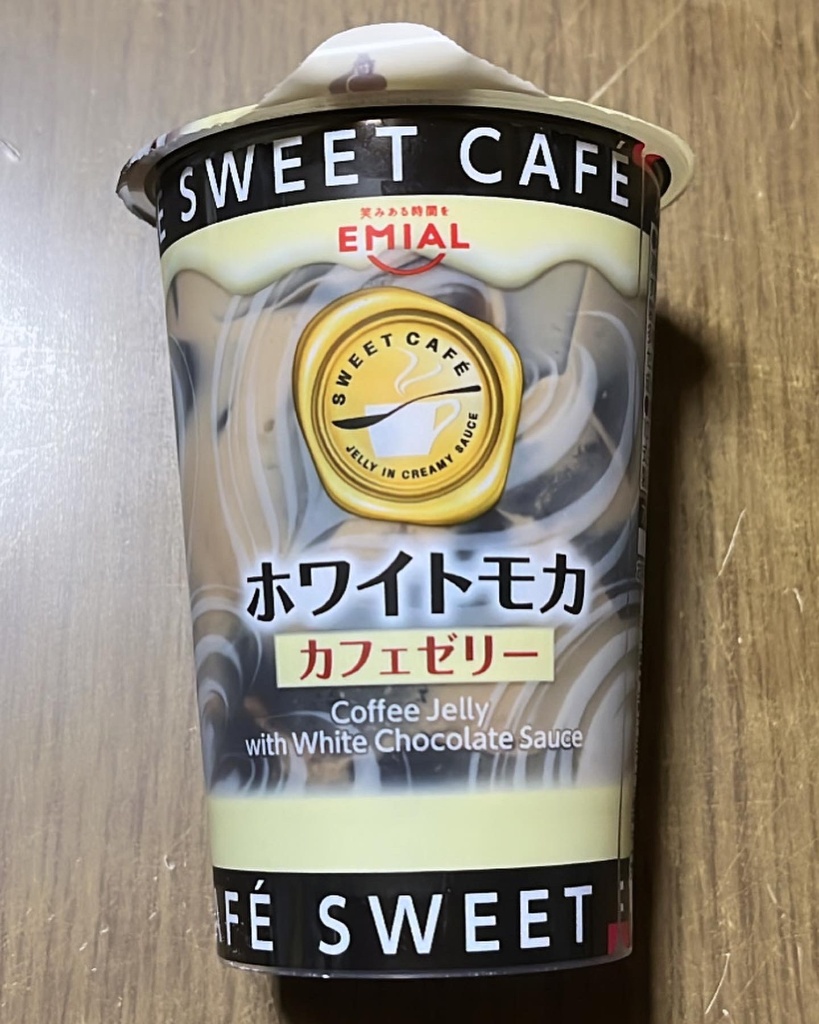 SWEET CAFÉ
笑みある時間を
EMIAL
SWEET CAFÉ
JELLY IN CREAMY SAUCE
ホワイトモカ
カフェゼリー
Coffee Jelly
with White Chocolate Sauce
AFÉ SWEET